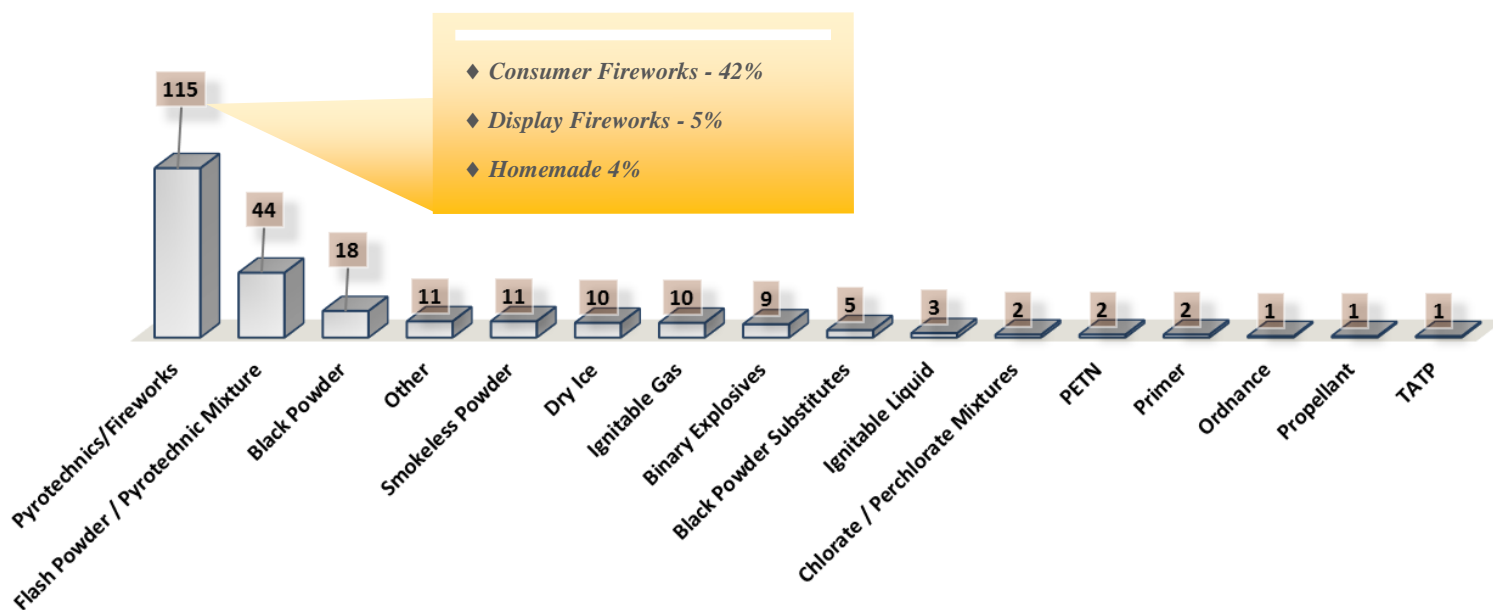 ♦ Consumer Fireworks - 42%
♦ Display Fireworks - 5%
♦ Homemade 4%
115
44
18
11
11
10
10
9
5
3
2
2
2
1
1
1
Pyrotechnics/Fireworks
Flash Powder / Pyrotechnic Mixture
Black Powder
Other
Smokeless Powder
Dry Ice
Ignitable Gas
Binary Explosives
Black Powder Substitutes
Ignitable Liquid
Chlorate / Perchlorate Mixtures
PETN
Primer
Ordnance
Propellant
TATP